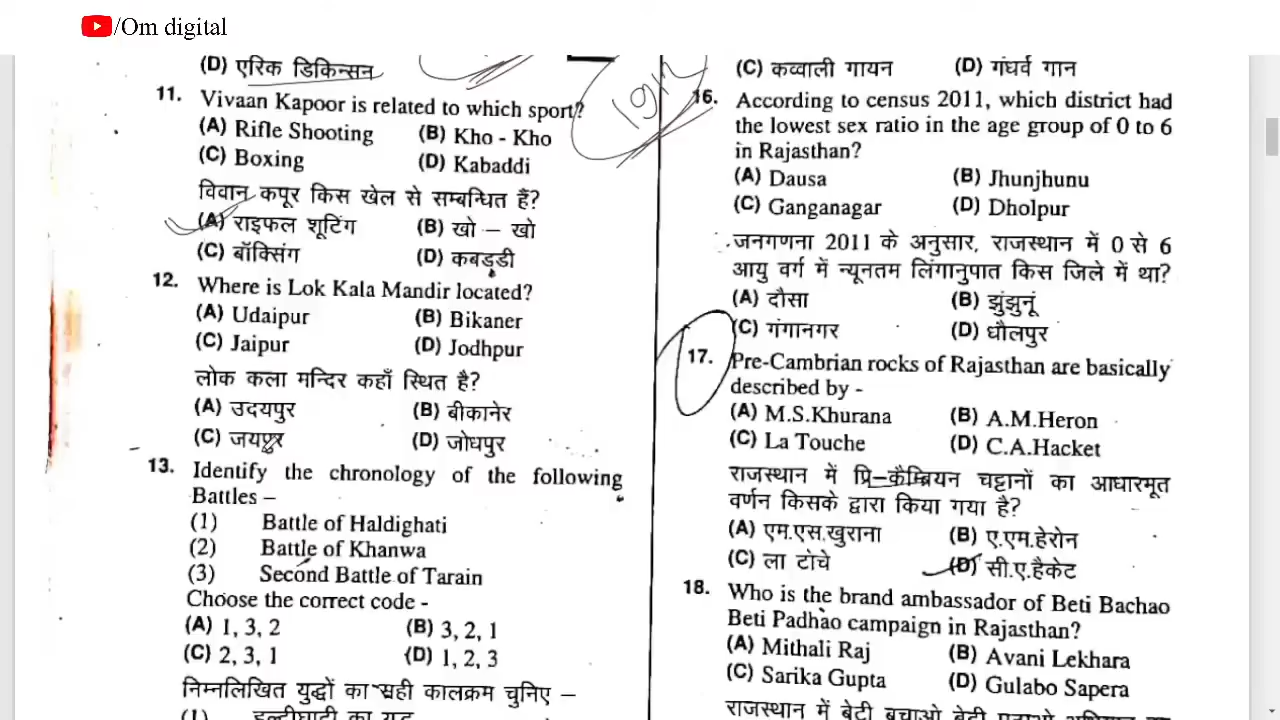 /Om digital
(D) एरिक डिकिन्सन
11. Vivaan Kapoor is related to which sport?
(A) Rifle Shooting (B) Kho - Kho
(C) Boxing (D) Kabaddi
विवान कपूर किस खेल से सम्बन्धित हैं?
(A) राइफल शूटिंग (B) खो – खो
(C) बॉक्सिंग (D) कबड्डी
12. Where is Lok Kala Mandir located?
(A) Udaipur (B) Bikaner
(C) Jaipur (D) Jodhpur
लोक कला मन्दिर कहाँ स्थित है?
(A) उदयपुर (B) बीकानेर
(C) जयपुर (D) जोधपुर
13. Identify the chronology of the following
Battles –
(1) Battle of Haldighati
(2) Battle of Khanwa
(3) Second Battle of Tarain
Choose the correct code -
(A) 1, 3, 2 (B) 3, 2, 1
(C) 2, 3, 1 (D) 1, 2, 3
निम्नलिखित युद्धों का सही कालक्रम चुनिए –
(1) हल्दीघाटी का युद्ध
(C) कव्वाली गायन (D) गंधर्व गान
16. According to census 2011, which district had
the lowest sex ratio in the age group of 0 to 6
in Rajasthan?
(A) Dausa (B) Jhunjhunu
(C) Ganganagar (D) Dholpur
जनगणना 2011 के अनुसार, राजस्थान में 0 से 6
आयु वर्ग में न्यूनतम लिंगानुपात किस जिले में था?
(A) दौसा (B) झुंझुनूं
(C) गंगानगर (D) धौलपुर
17. Pre-Cambrian rocks of Rajasthan are basically
described by -
(A) M.S.Khurana (B) A.M.Heron
(C) La Touche (D) C.A.Hacket
राजस्थान में प्रि–कैम्ब्रियन चट्टानों का आधारमूत
वर्णन किसके द्वारा किया गया है?
(A) एम.एस.खुराना (B) ए.एम.हेरोन
(C) ला टोचे (D) सी.ए.हैकेट
18. Who is the brand ambassador of Beti Bachao
Beti Padhao campaign in Rajasthan?
(A) Mithali Raj (B) Avani Lekhara
(C) Sarika Gupta (D) Gulabo Sapera
राजस्थान में बेटी बचाओ बेटी पढाओ अभियान का